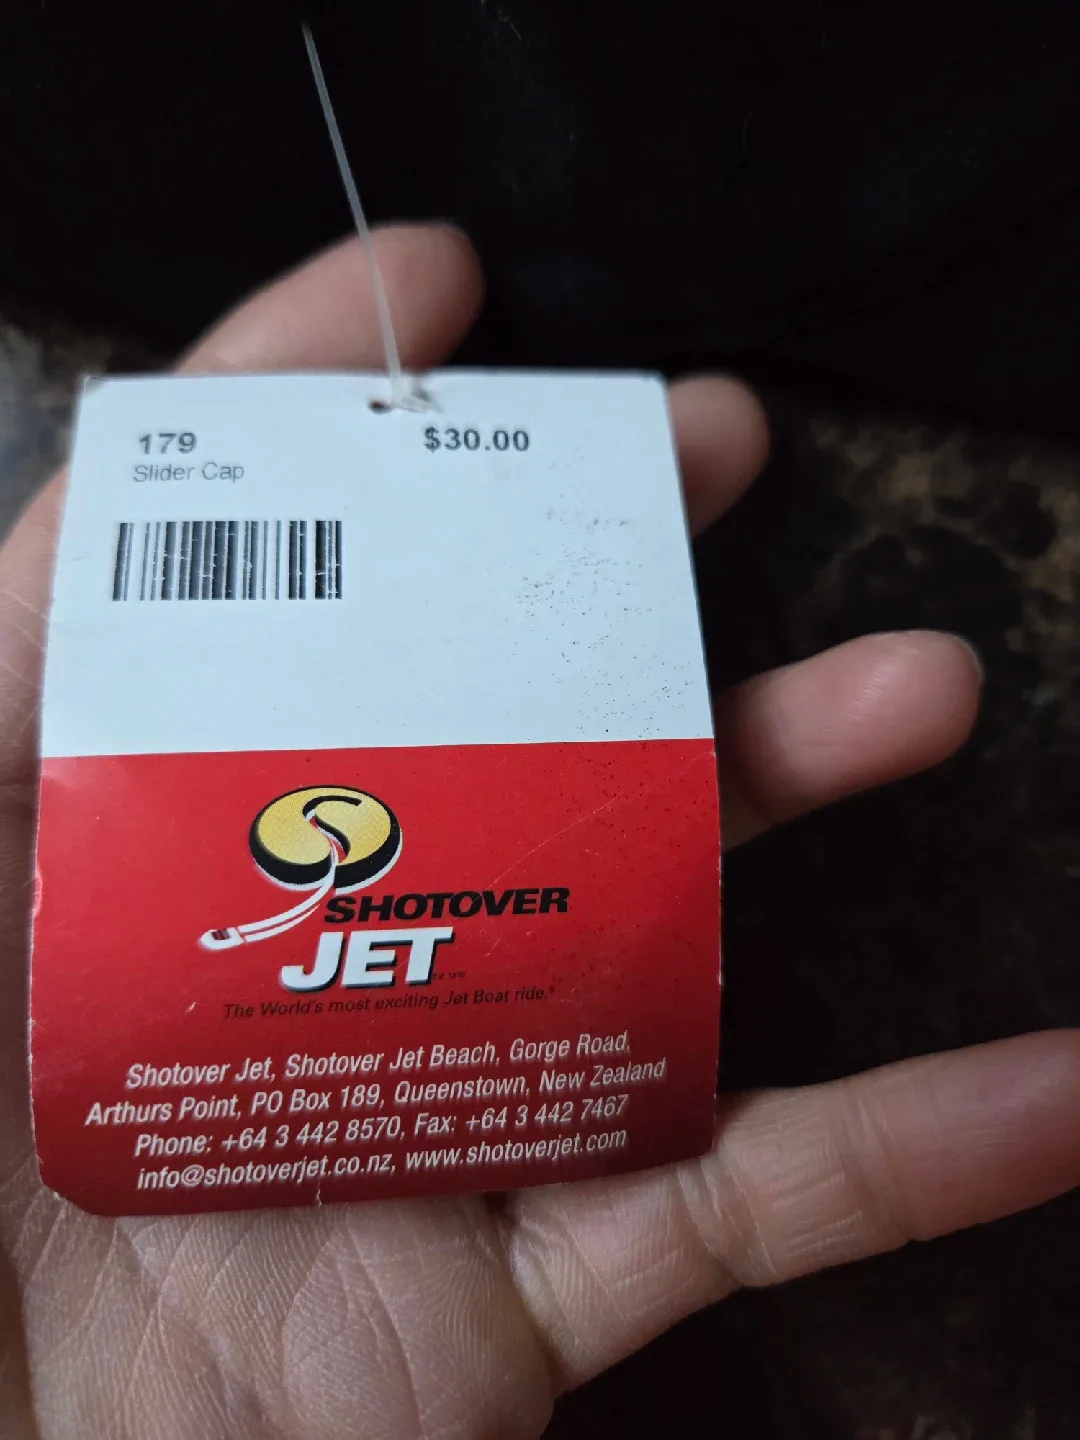 179 $30.00
Slider Cap
S
SHOTOVER
JET
The World's most exciting Jet Boat ride.®
Shotover Jet, Shotover Jet Beach, Gorge Road,
Arthurs Point, PO Box 189, Queenstown, New Zealand
Phone: +64 3 442 8570, Fax: +64 3 442 7467
info@shotoverjet.co.nz, www.shotoverjet.com